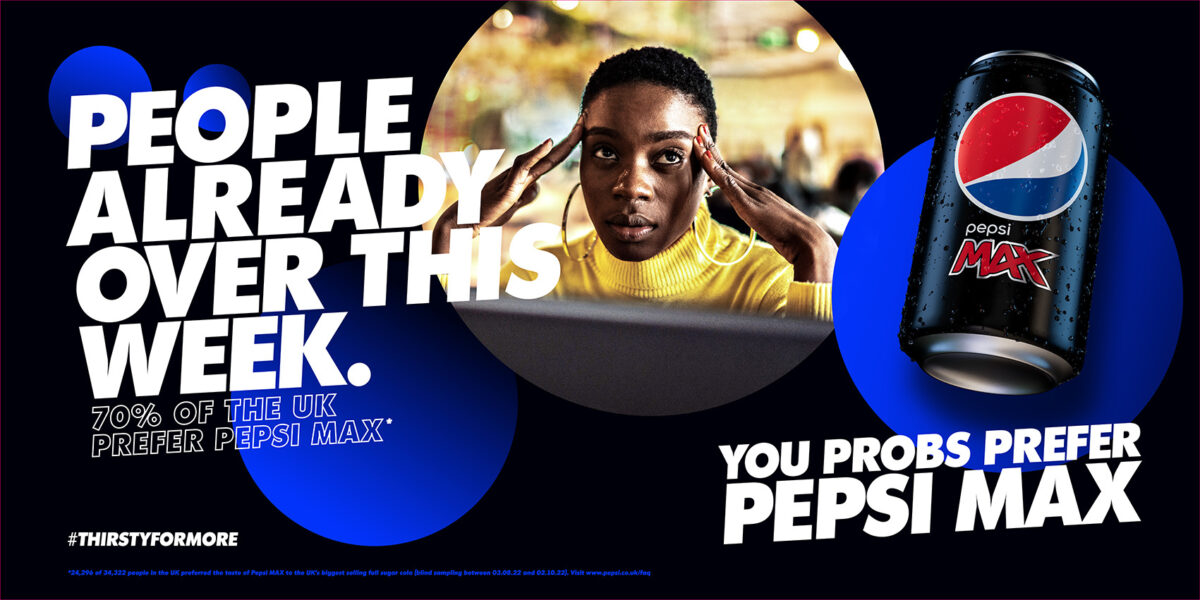 PEOPLE
ALREADY
OVER THIS
WEEK.
70% OF THE UK
PREFER PEPSI MAX*
pepsi
MAX
YOU PROBS PREFER
PEPSI MAX
#THIRSTYFORMORE
*24,296 of 34,322 people in the UK preferred the taste of Pepsi MAX to the UK's biggest selling full sugar cola (blind sampling between 03.08.22 and 02.10.22). Visit www.pepsi.co.uk/faq